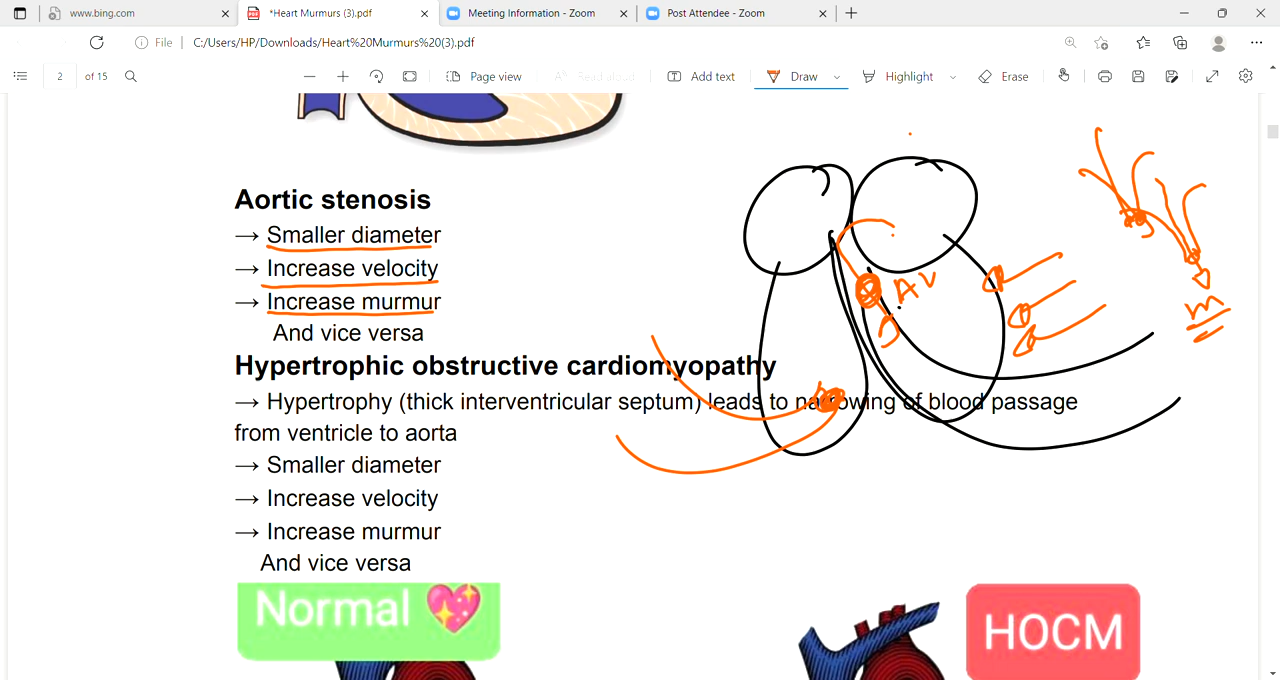 www.bing.com
*Heart Murmurs (3).pdf
Meeting Information - Zoom
Post Attendee - Zoom
File
C:/Users/HP/Downloads/Heart%20Murmurs%20(3).pdf
2 of 15
Page view
Read aloud
Add text
Draw
Highlight
Erase
Aortic stenosis
→ Smaller diameter
→ Increase velocity
→ Increase murmur
And vice versa
AV
m
Hypertrophic obstructive cardiomyopathy
→ Hypertrophy (thick interventricular septum) leads to narrowing of blood passage
from ventricle to aorta
→ Smaller diameter
→ Increase velocity
→ Increase murmur
And vice versa
Normal 💖
HOCM